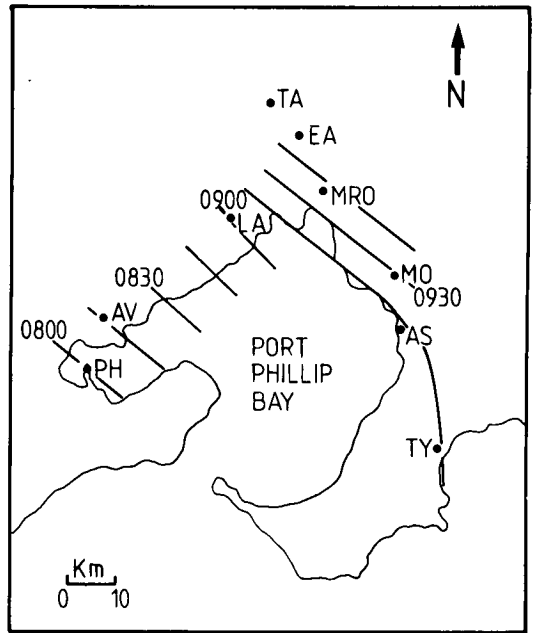 TA
N
EA
MRO
0900
LA
MO
0830
0930
AV
AS
0800
PORT
PHILLIP
BAY
PH
TY
Km
0 10